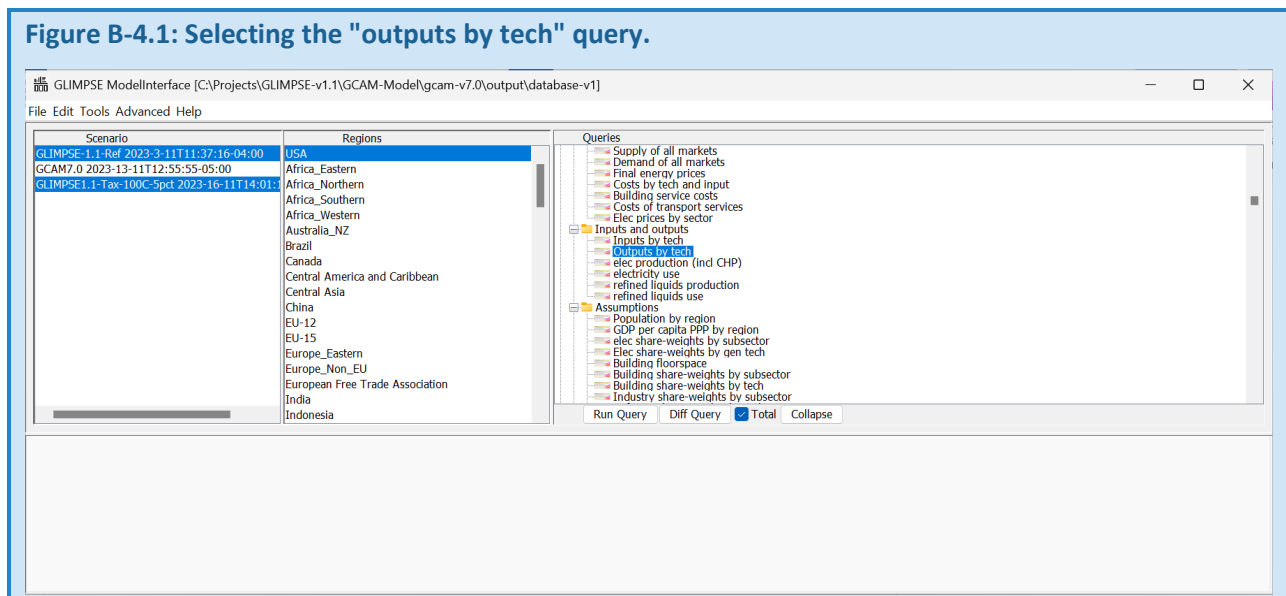 Figure B-4.1: Selecting the "outputs by tech" query.
GLIMPSE ModelInterface [C:\Projects\GLIMPSE-v1.1\GCAM-Model\gcam-v7.0\output\database-v1]
File Edit Tools Advanced Help
Scenario
GLIMPSE-1.1-Ref 2023-3-11T11:37:16-04:00
GCAM7.0 2023-13-11T12:55:55-05:00
GLIMPSE1.1-Tax-100C-5pct 2023-16-11T14:01:1
Regions
USA
Africa_Eastern
Africa_Northern
Africa_Southern
Africa_Western
Australia_NZ
Brazil
Canada
Central America and Caribbean
Central Asia
China
EU-12
EU-15
Europe_Eastern
Europe_Non_EU
European Free Trade Association
India
Indonesia
Queries
Supply of all markets
Demand of all markets
Final energy prices
Costs by tech and input
Building service costs
Costs of transport services
Elec prices by sector
Inputs and outputs
Inputs by tech
Outputs by tech
elec production (incl CHP)
electricity use
refined liquids production
refined liquids use
Assumptions
Population by region
GDP per capita PPP by region
elec share-weights by subsector
Elec share-weights by gen tech
Building floorspace
Building share-weights by subsector
Building share-weights by tech
Industry share-weights by subsector
Run Query Diff Query Total Collapse